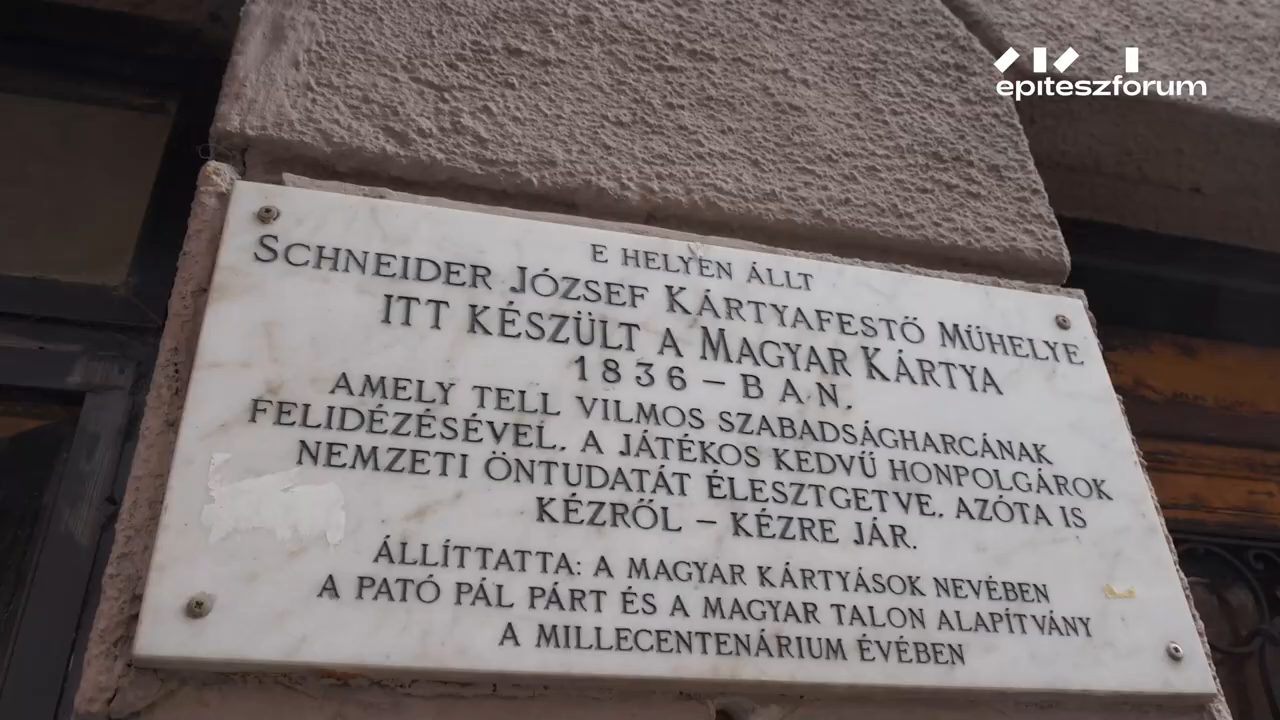 epiteszforum
E HELYEN ÁLLT
SCHNEIDER JÓZSEF KÁRTYAFESTŐ MŰHELYE
ITT KÉSZÜLT A MAGYAR KÁRTYA
1836 – BAN,
AMELY TELL VILMOS SZABADSÁGHARCÁNAK
FELIDÉZÉSÉVEL, A JÁTÉKOS KEDVŰ HONPOLGÁROK
NEMZETI ÖNTUDATÁT ÉLESZTGETVE, AZÓTA IS
KÉZRŐL – KÉZRE JÁR.
ÁLLÍTTATTA: A MAGYAR KÁRTYÁSOK NEVÉBEN
A PATÓ PÁL PÁRT ÉS A MAGYAR TALON ALAPÍTVÁNY
A MILLECENTENÁRIUM ÉVÉBEN